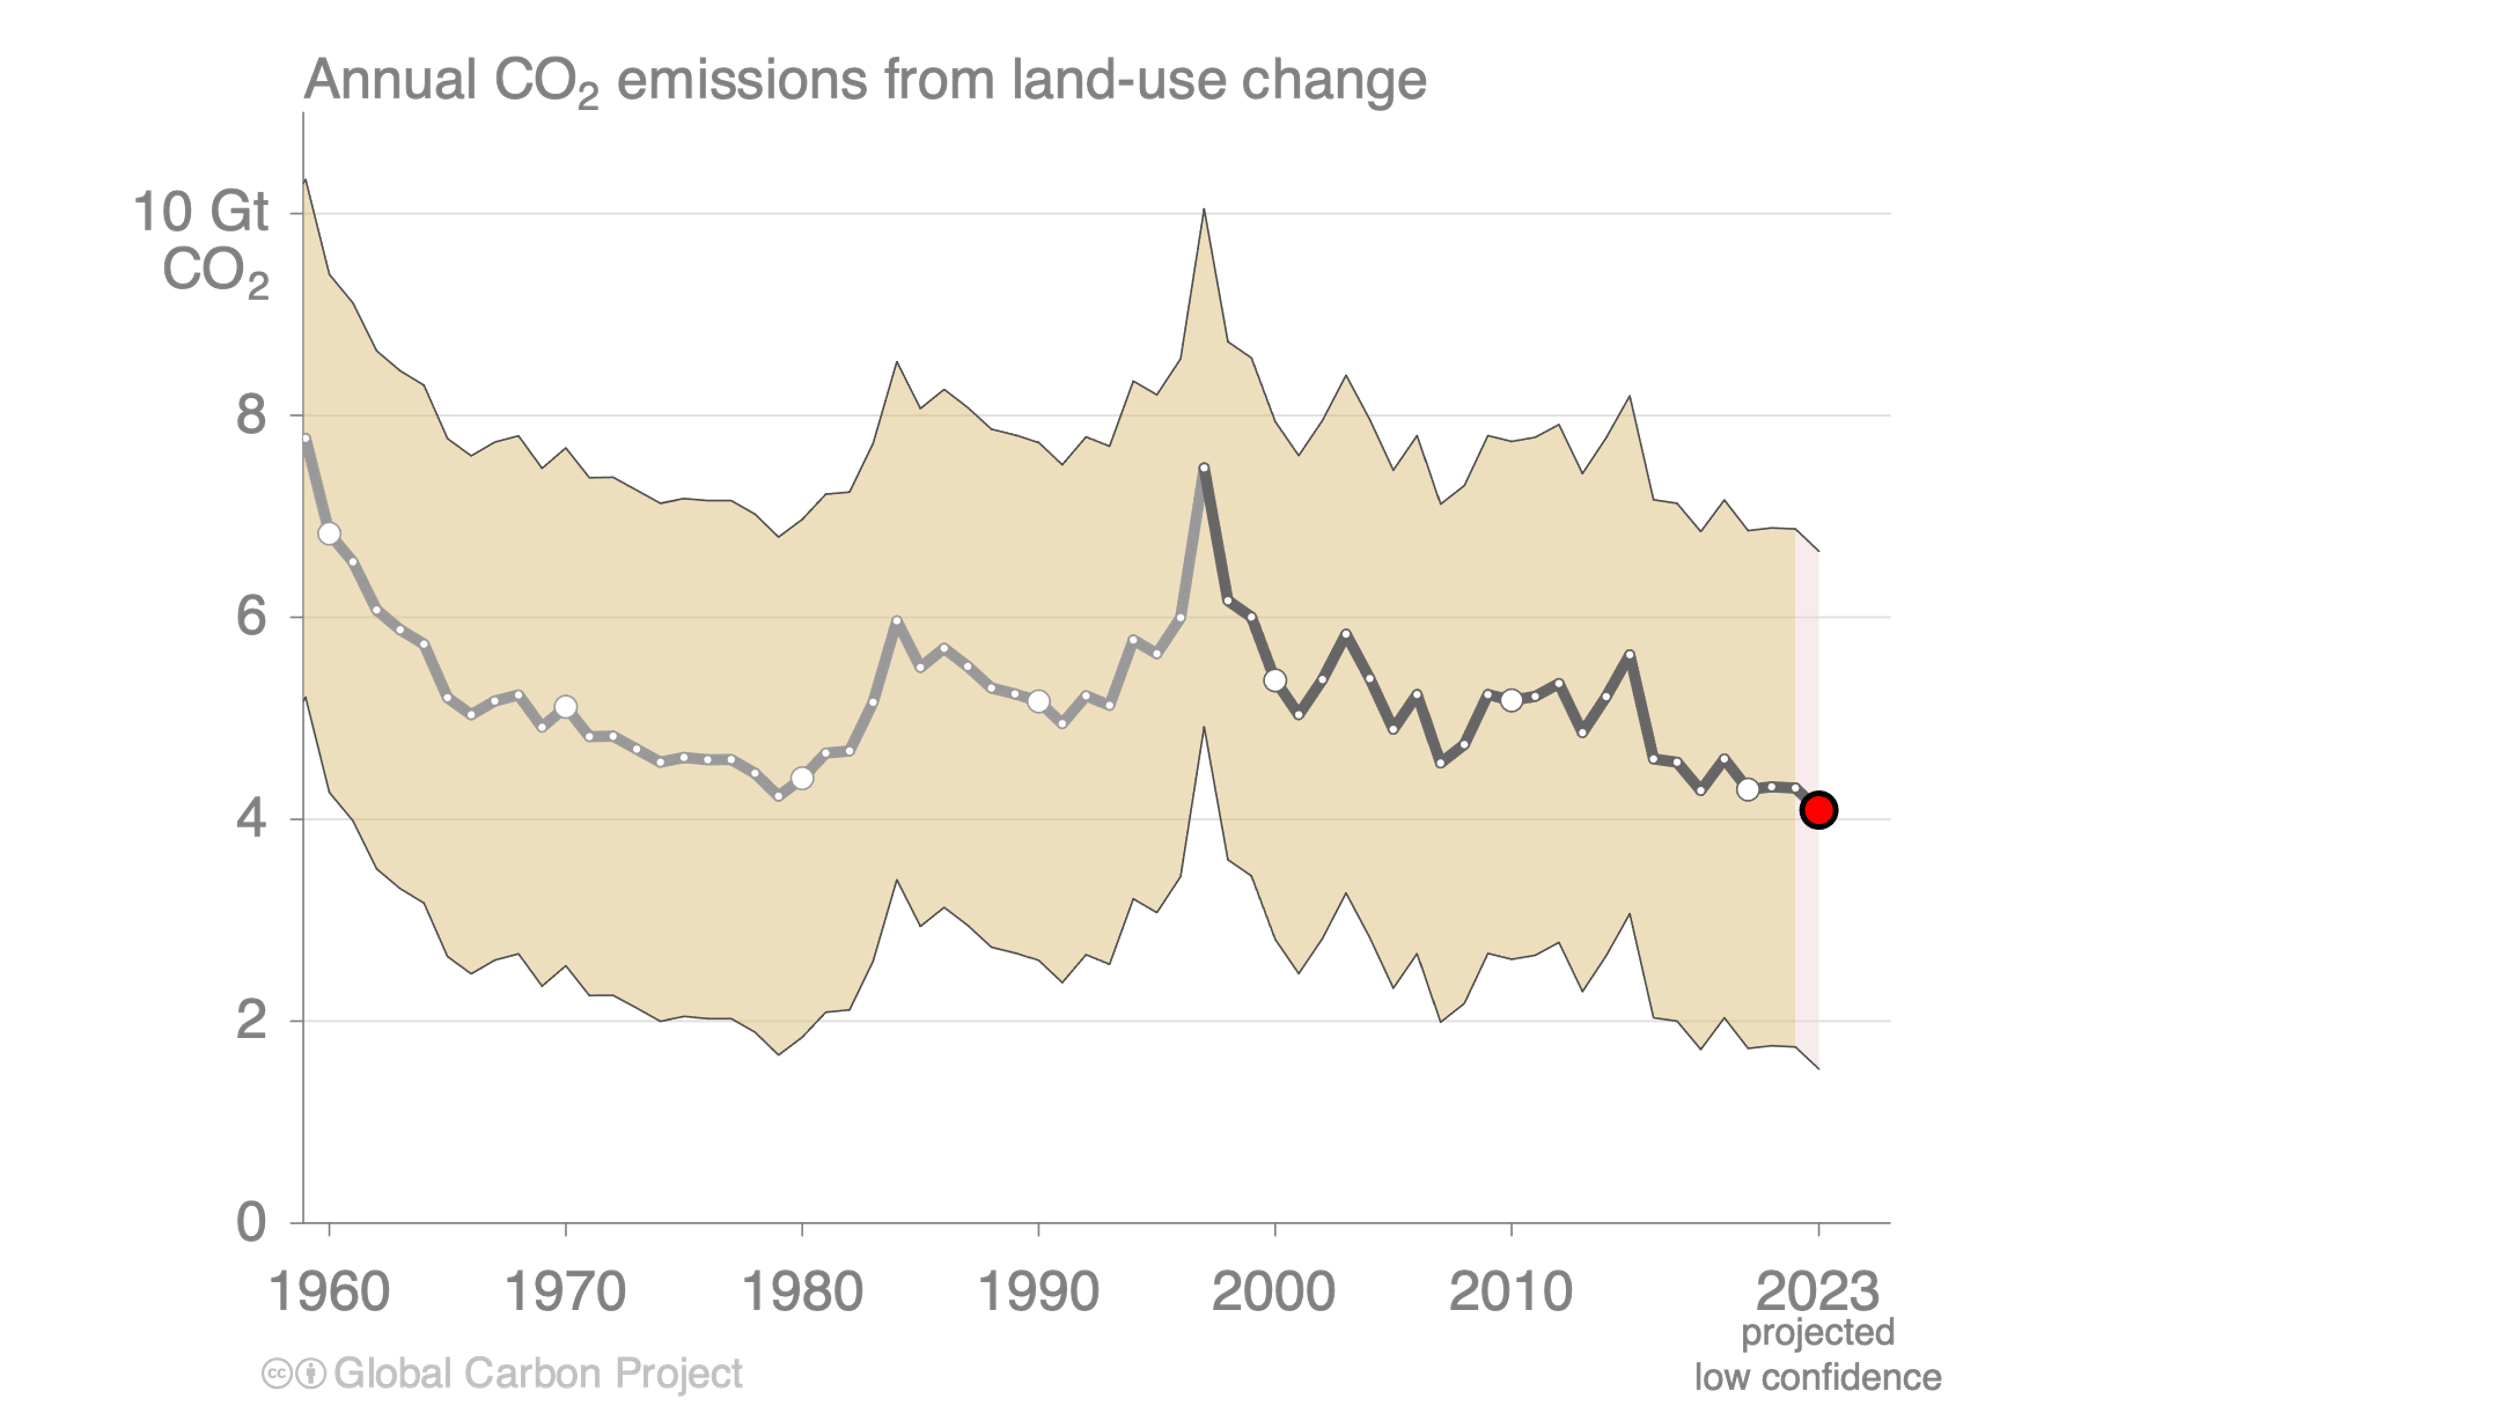 Annual CO₂ emissions from land-use change
10 Gt
CO₂
8
6
4
2
0
1960 1970 1980 1990 2000 2010 2023
projected
low confidence
cc Global Carbon Project